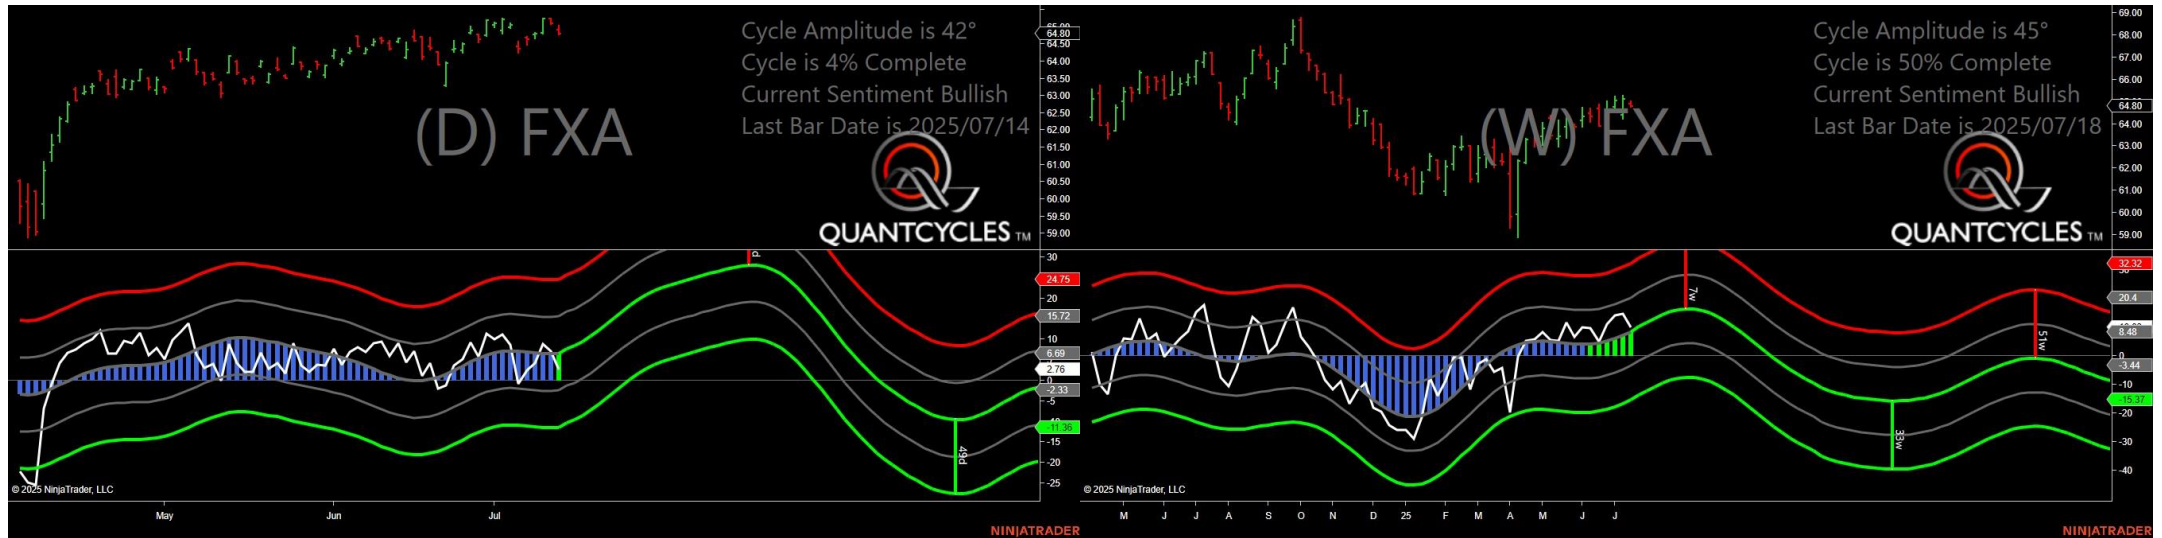 Cycle Amplitude is 42°
Cycle is 4% Complete
Current Sentiment Bullish
Last Bar Date is 2025/07/14
(D) FXA
QUANTCYCLES TM
65.00
64.80
64.50
64.00
63.50
63.00
62.50
62.00
61.50
61.00
60.50
60.00
59.50
59.00
30
24.75
20
15.72
10
6.69
2.76
0
-2.33
-5
-11.36
-15
-20
-25
d
49d
© 2025 NinjaTrader, LLC
May Jun Jul
NINJATRADER
Cycle Amplitude is 45°
Cycle is 50% Complete
Current Sentiment Bullish
Last Bar Date is 2025/07/18
(W) FXA
QUANTCYCLES TM
69.00
68.00
67.00
66.00
64.80
64.00
63.00
62.00
61.00
60.00
59.00
32.32
20.4
8.48
0
-3.44
-10
-15.37
-20
-30
-40
7w
33w
51w
© 2025 NinjaTrader, LLC
M J J A S O N D 25 F M A M J J
NINJATRADER